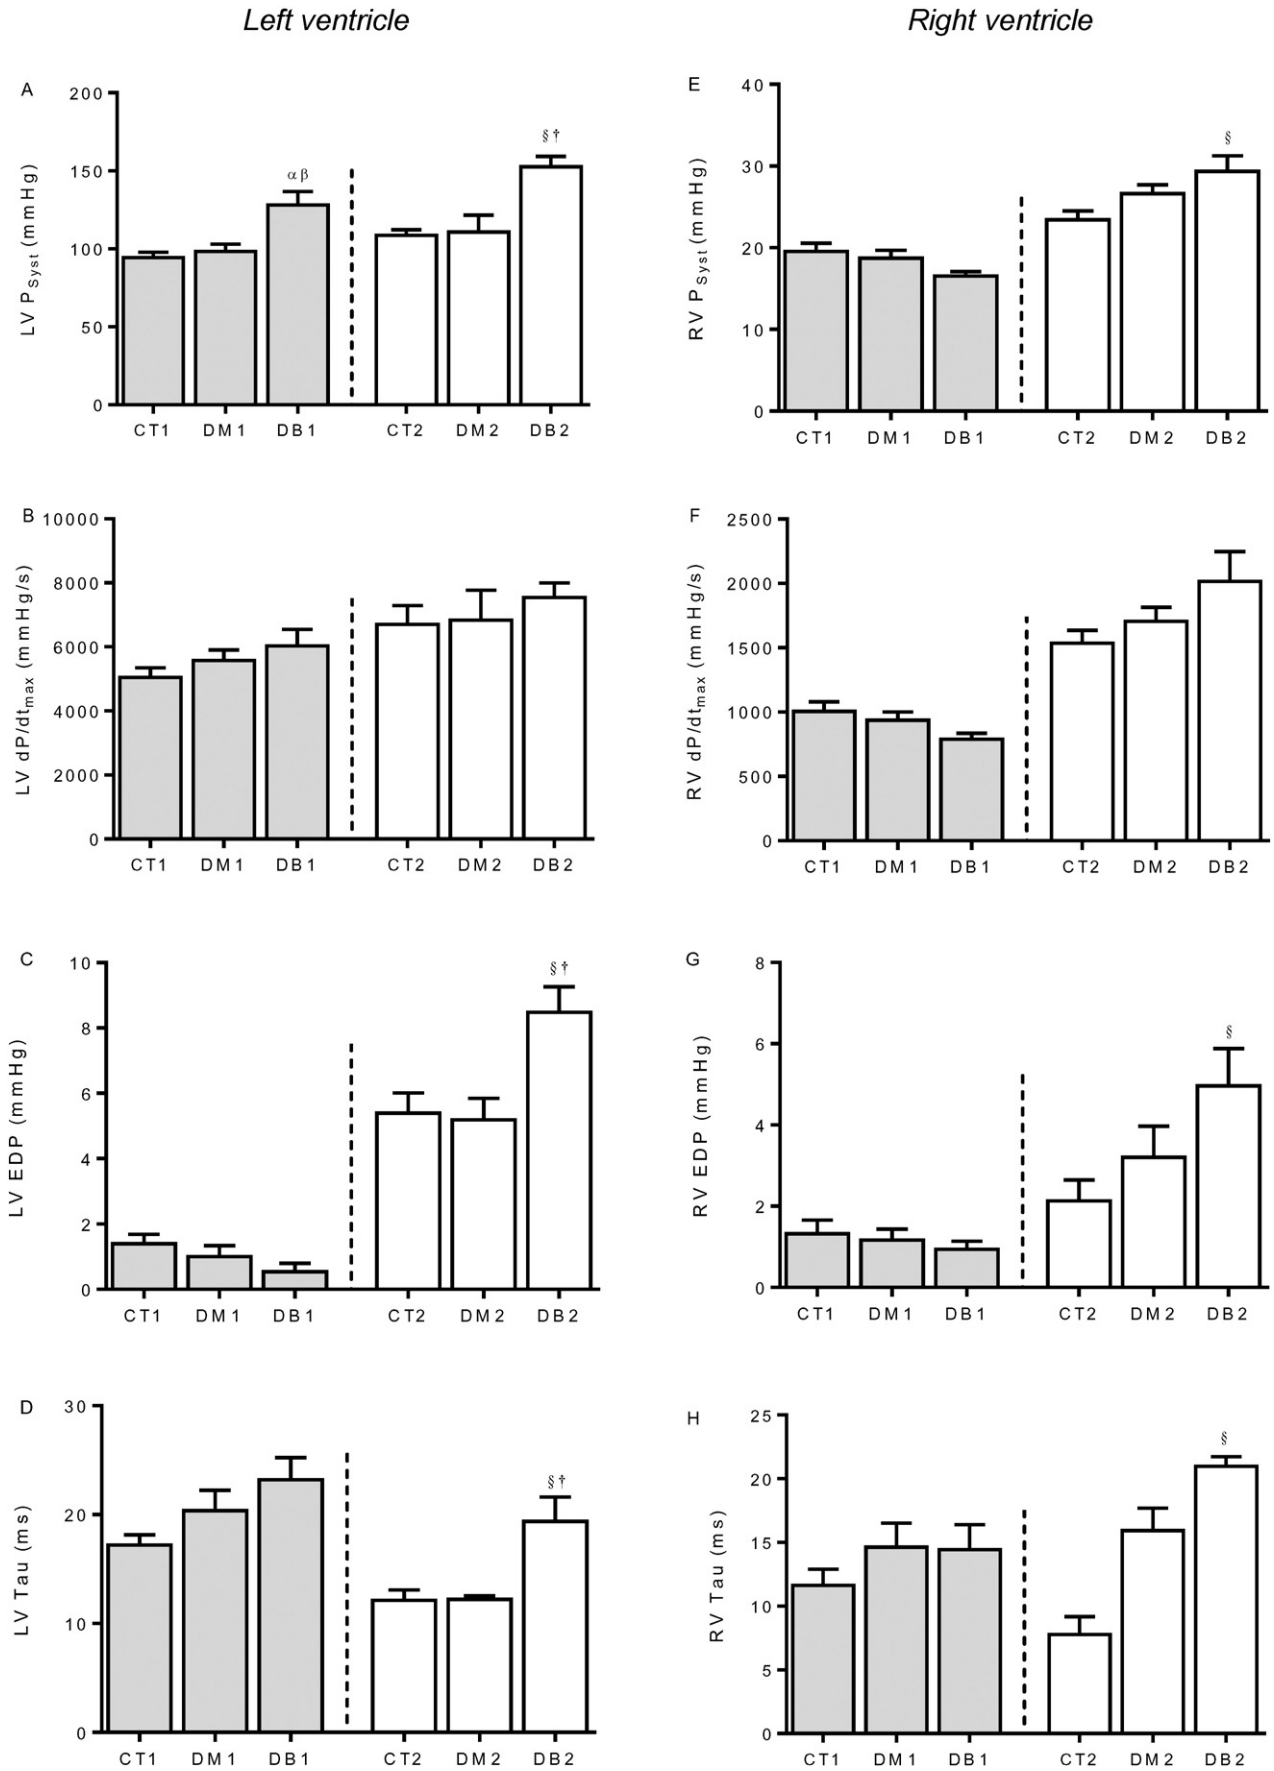 Left ventricle
Right ventricle
A
LV P_Syst (mmHg)
200
150
100
50
0
αβ
§†
CT1 DM1 DB1 CT2 DM2 DB2
E
RV P_Syst (mmHg)
40
30
20
10
0
§
CT1 DM1 DB1 CT2 DM2 DB2
B
LV dP/dt_max (mmHg/s)
10000
8000
6000
4000
2000
0
CT1 DM1 DB1 CT2 DM2 DB2
F
RV dP/dt_max (mmHg/s)
2500
2000
1500
1000
500
0
CT1 DM1 DB1 CT2 DM2 DB2
C
LV EDP (mmHg)
10
8
6
4
2
0
§†
CT1 DM1 DB1 CT2 DM2 DB2
G
RV EDP (mmHg)
8
6
4
2
0
§
CT1 DM1 DB1 CT2 DM2 DB2
D
LV Tau (ms)
30
20
10
0
§†
CT1 DM1 DB1 CT2 DM2 DB2
H
RV Tau (ms)
25
20
15
10
5
0
§
CT1 DM1 DB1 CT2 DM2 DB2